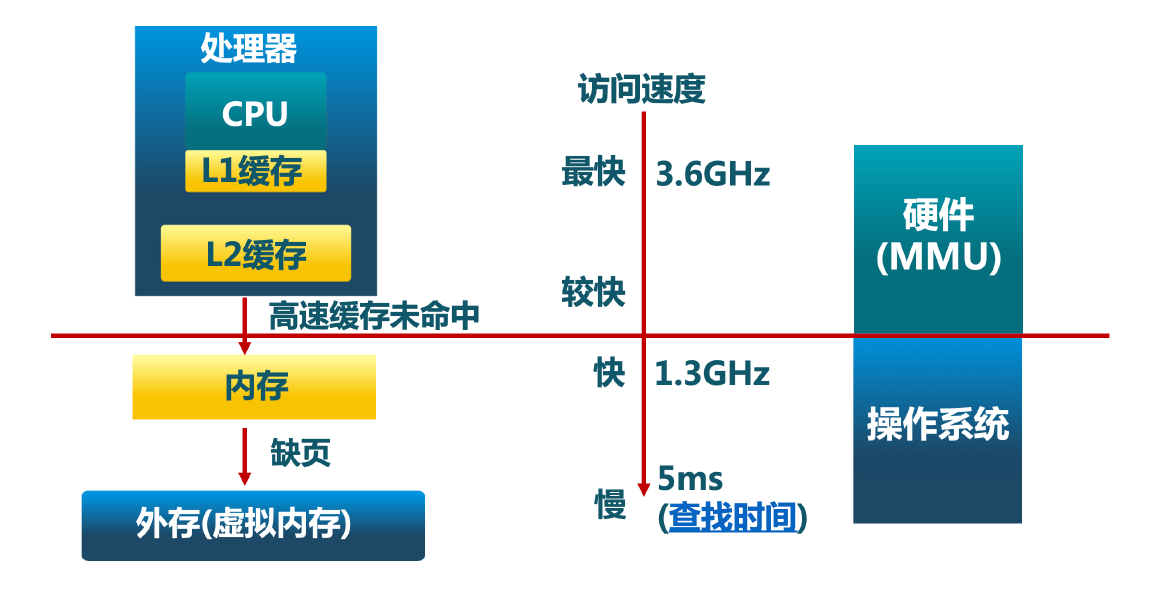 处理器
CPU
L1缓存
L2缓存
高速缓存未命中
内存
缺页
外存(虚拟内存)
访问速度
最快 3.6GHz
较快
快 1.3GHz
慢 5ms
(查找时间)
硬件
(MMU)
操作系统